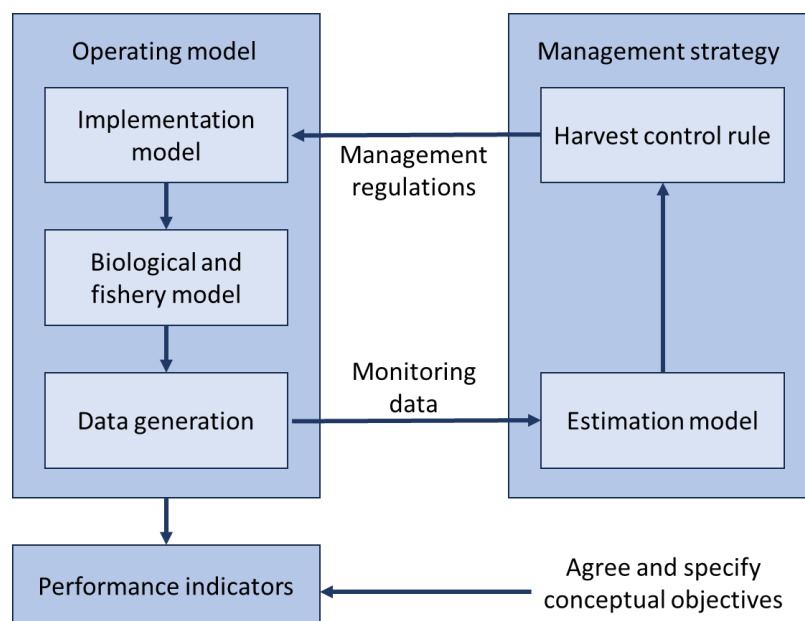 Operating model
Implementation
model
Biological and
fishery model
Data generation
Management
regulations
Monitoring
data
Management strategy
Harvest control rule
Estimation model
Performance indicators
Agree and specify
conceptual objectives